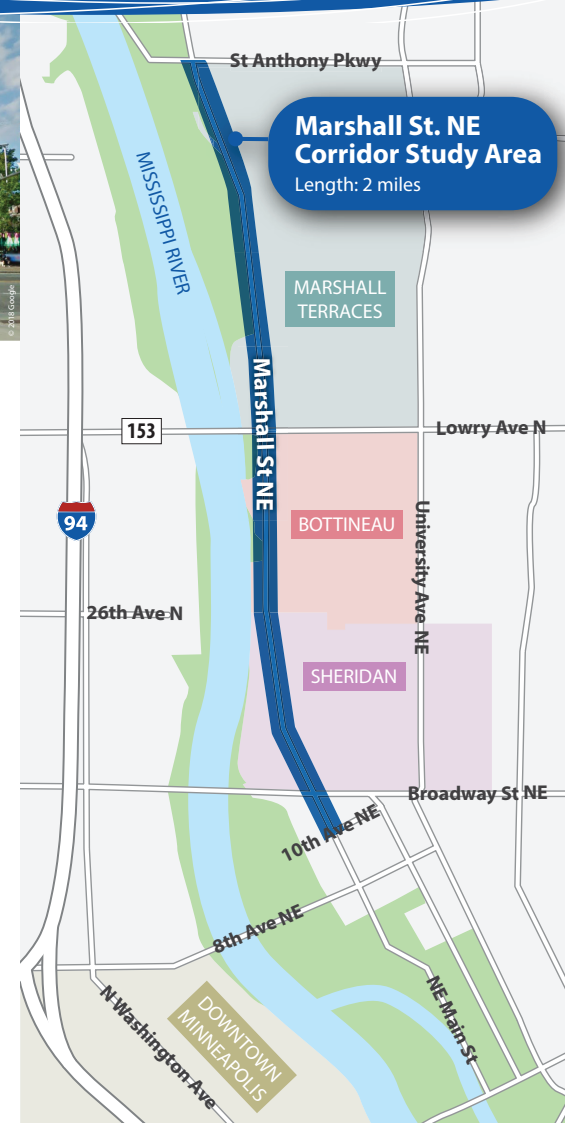 St Anthony Pkwy
Marshall St. NE
Corridor Study Area
Length: 2 miles
MISSISSIPPI RIVER
© 2018 Google
MARSHALL
TERRACES
Marshall St NE
153
Lowry Ave N
94
BOTTINEAU
University Ave NE
26th Ave N
SHERIDAN
Broadway St NE
10th Ave NE
8th Ave NE
NE Main St
N Washington Ave
DOWNTOWN
MINNEAPOLIS